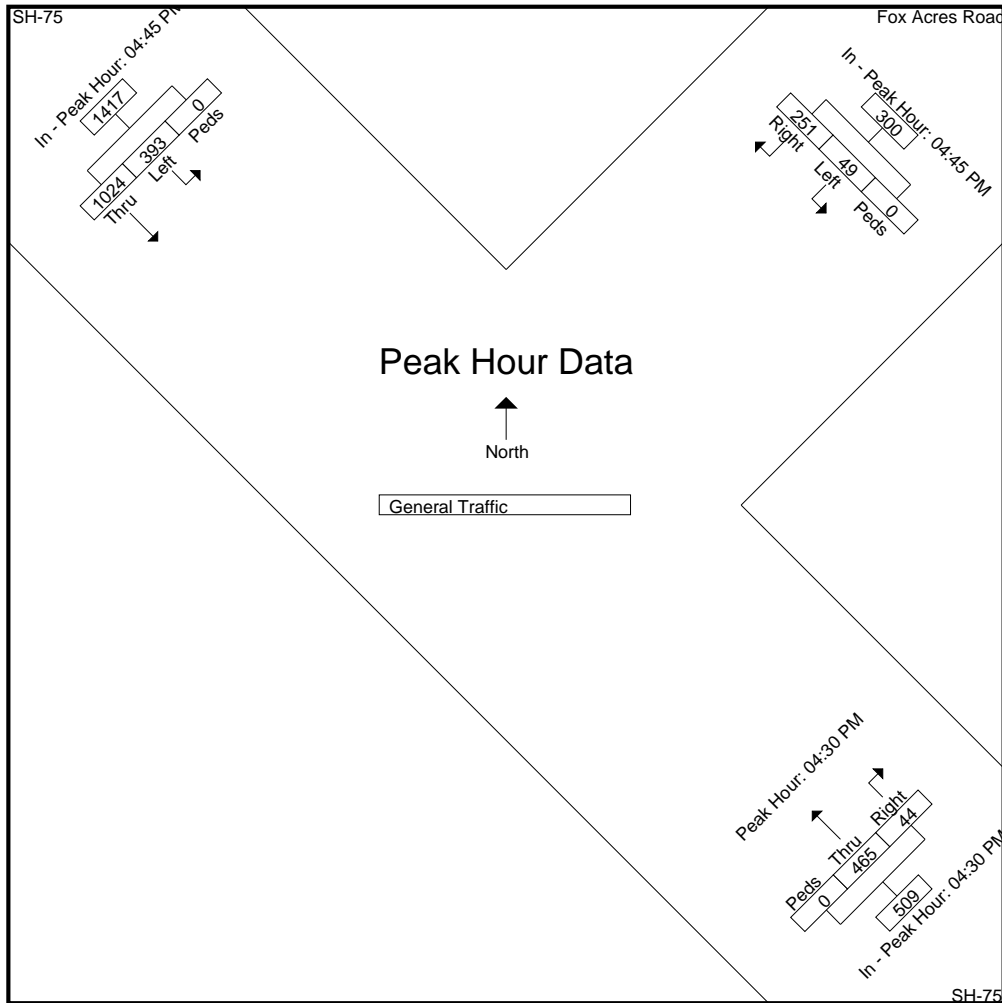 SH-75
Fox Acres Road
In - Peak Hour: 04:45 PM
1417
1024
393
0
Thru
Left
Peds
In - Peak Hour: 04:45 PM
300
251
49
0
Right
Left
Peds
Peak Hour Data
North
General Traffic
Peak Hour: 04:30 PM
Peds
Thru
Right
0
465
44
509
In - Peak Hour: 04:30 PM
SH-75